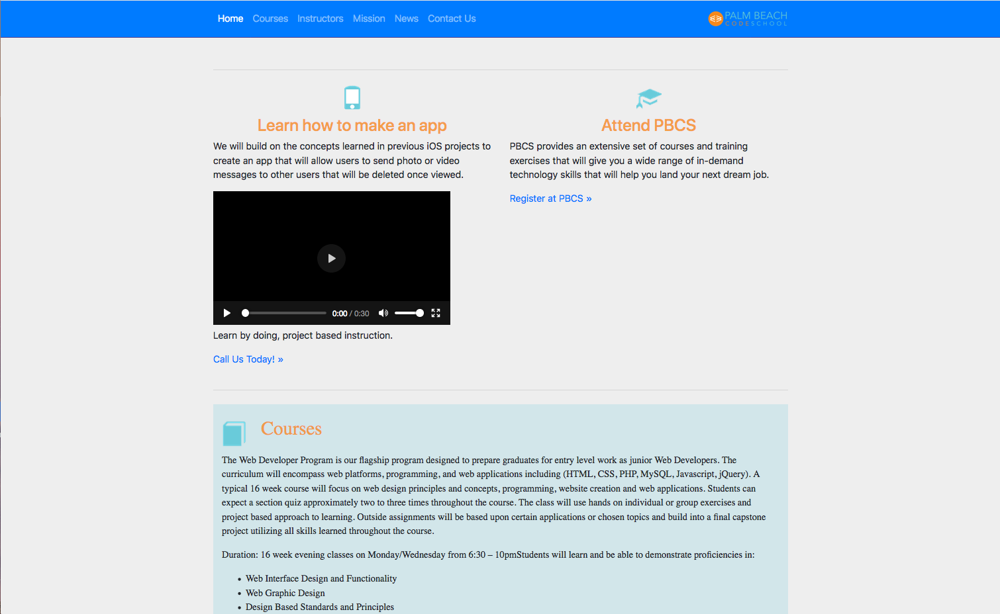 Home Courses Instructors Mission News Contact Us
PALM BEACH
CODESCHOOL
Learn how to make an app
We will build on the concepts learned in previous iOS projects to
create an app that will allow users to send photo or video
messages to other users that will be deleted once viewed.
0:00 / 0:30
Learn by doing, project based instruction.
Call Us Today! »
Attend PBCS
PBCS provides an extensive set of courses and training
exercises that will give you a wide range of in-demand
technology skills that will help you land your next dream job.
Register at PBCS »
Courses
The Web Developer Program is our flagship program designed to prepare graduates for entry level work as junior Web Developers. The
curriculum will encompass web platforms, programming, and web applications including (HTML, CSS, PHP, MySQL, Javascript, jQuery). A
typical 16 week course will focus on web design principles and concepts, programming, website creation and web applications. Students can
expect a section quiz approximately two to three times throughout the course. The class will use hands on individual or group exercises and
project based approach to learning. Outside assignments will be based upon certain applications or chosen topics and build into a final capstone
project utilizing all skills learned throughout the course.
Duration: 16 week evening classes on Monday/Wednesday from 6:30 – 10pmStudents will learn and be able to demonstrate proficiencies in:
• Web Interface Design and Functionality
• Web Graphic Design
• Design Based Standards and Principles